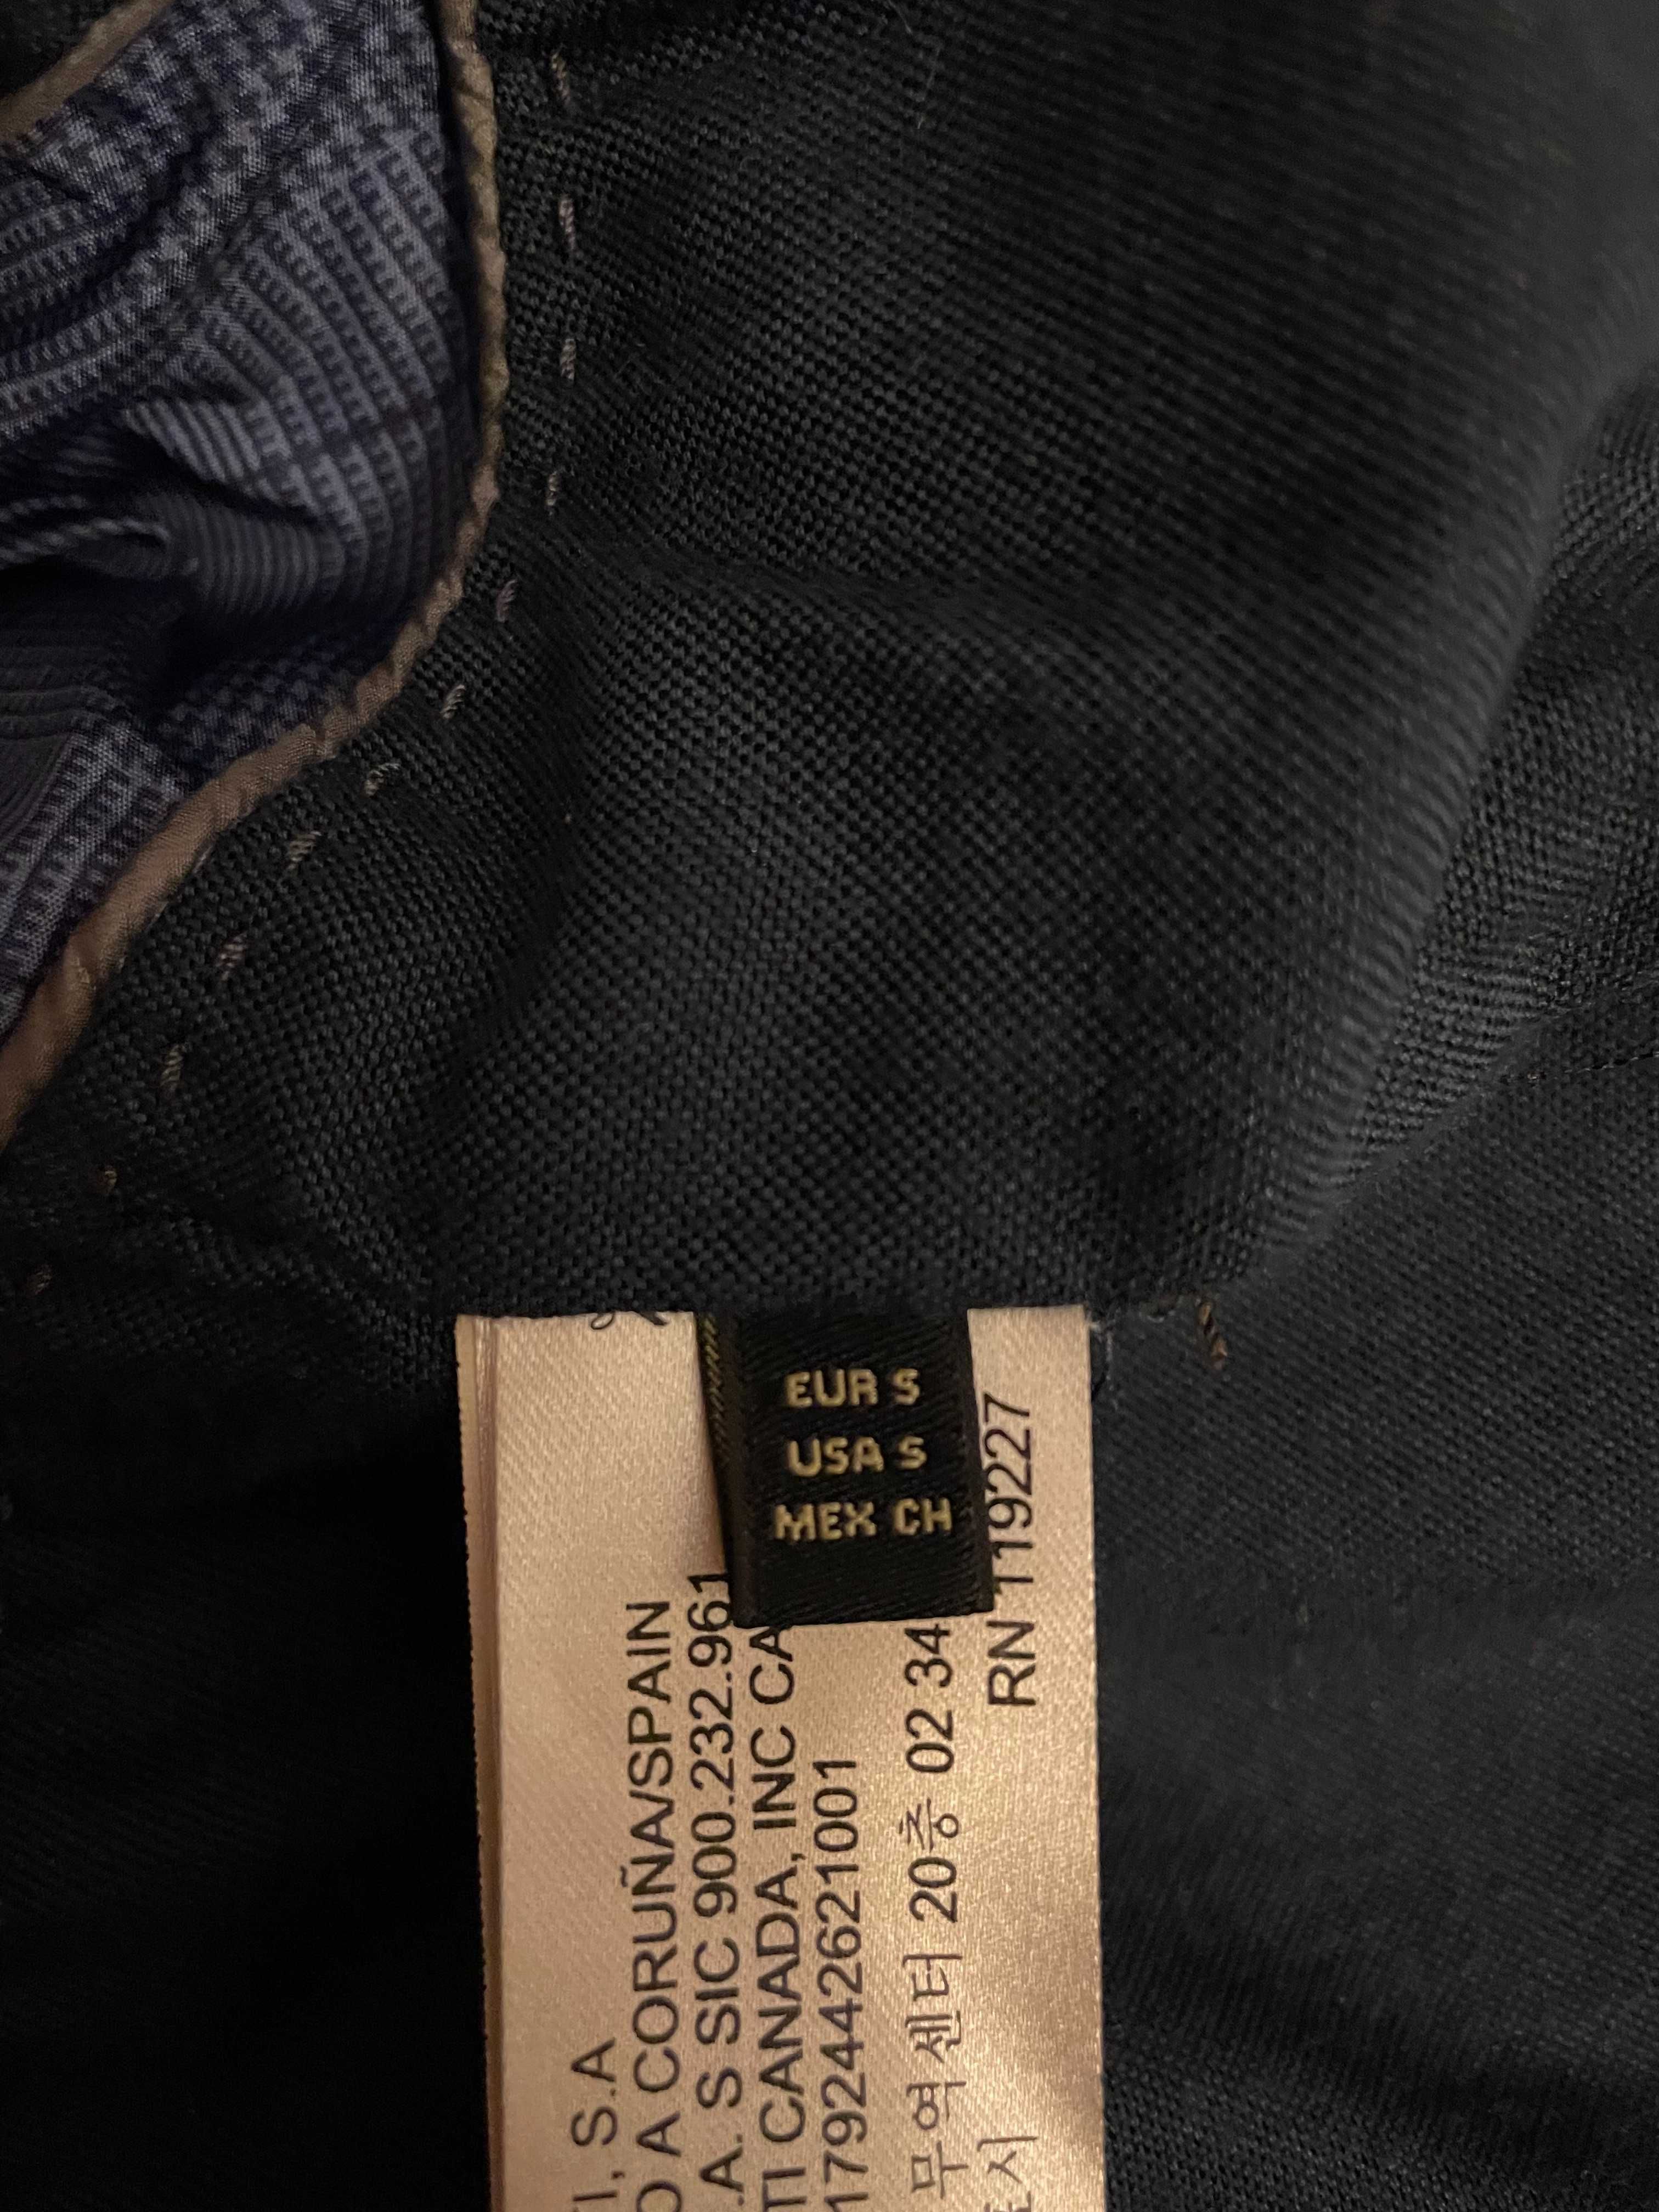 EUR S
USA S
MEX CH
I, S.A
A CORUÑA/SPAIN
.A. S SIC 900.232.961
TI CANADA, INC CA
1792442621001
무역센터 20층 02 34
RN 119227